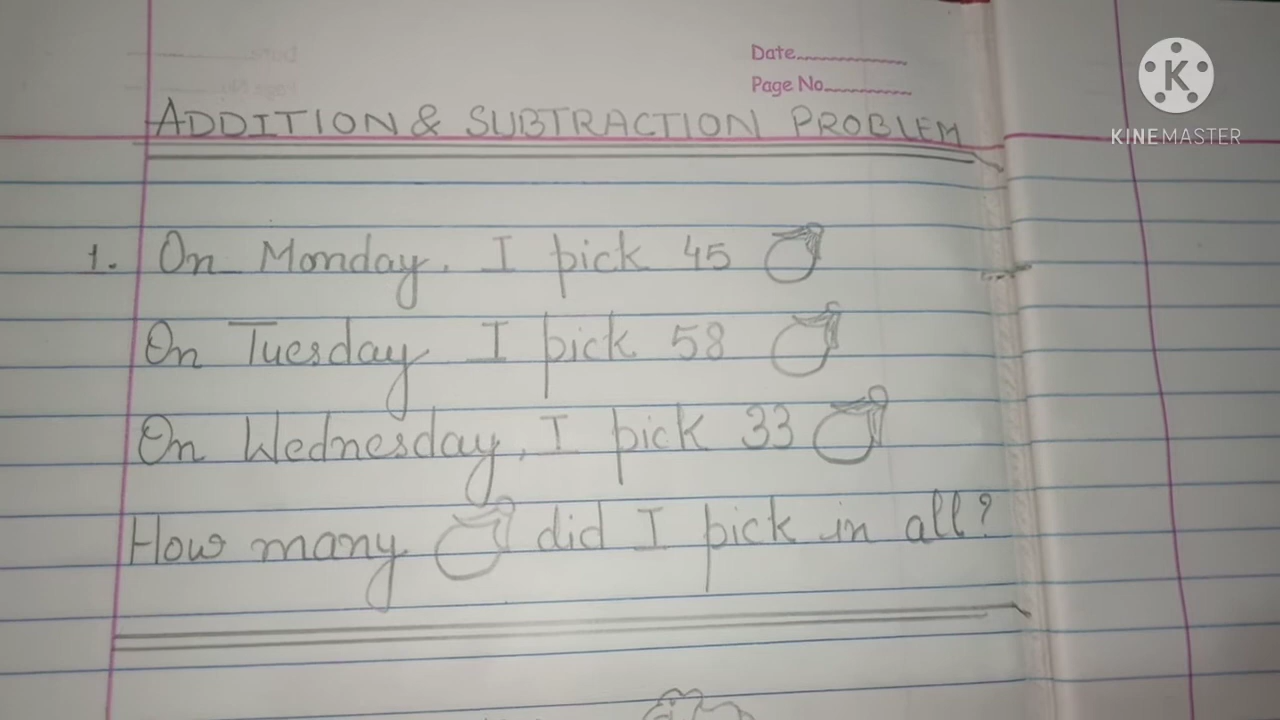 Date
Page No.
KINEMASTER
ADDITION & SUBTRACTION PROBLEM
1. On Monday. I pick 45
On Tuesday I pick 58
On Wednesday, I pick 33
How many did I pick in all?